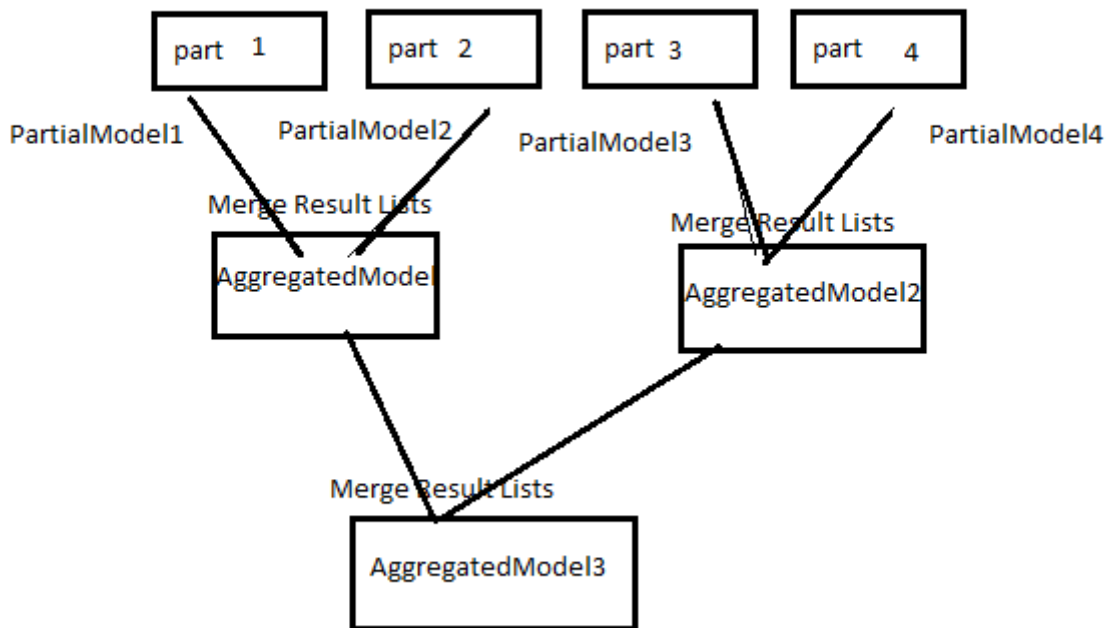 part 1
part 2
part 3
part 4
PartialModel1
PartialModel2
PartialModel3
PartialModel4
Merge Result Lists
Merge Result Lists
AggregatedModel
AggregatedModel2
Merge Result Lists
AggregatedModel3